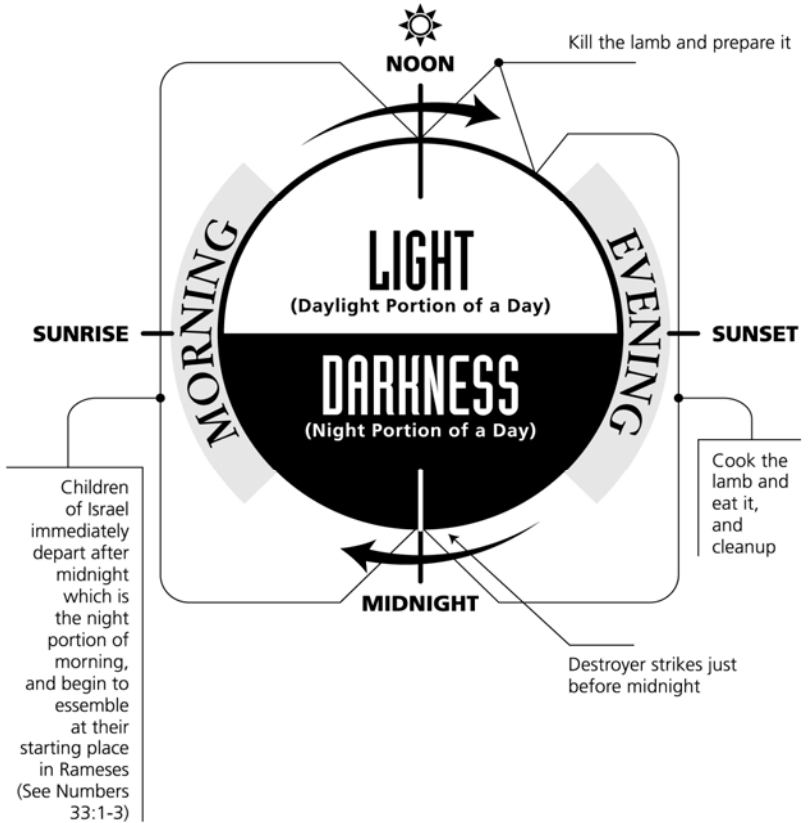 Kill the lamb and prepare it
NOON
MORNING
EVENING
LIGHT
(Daylight Portion of a Day)
SUNRISE
SUNSET
DARKNESS
(Night Portion of a Day)
Cook the
lamb and
eat it,
and
cleanup
Children
of Israel
immediately
depart after
midnight
which is
the night
portion of
morning,
and begin to
essemble
at their
starting place
in Rameses
(See Numbers
33:1-3)
MIDNIGHT
Destroyer strikes just
before midnight